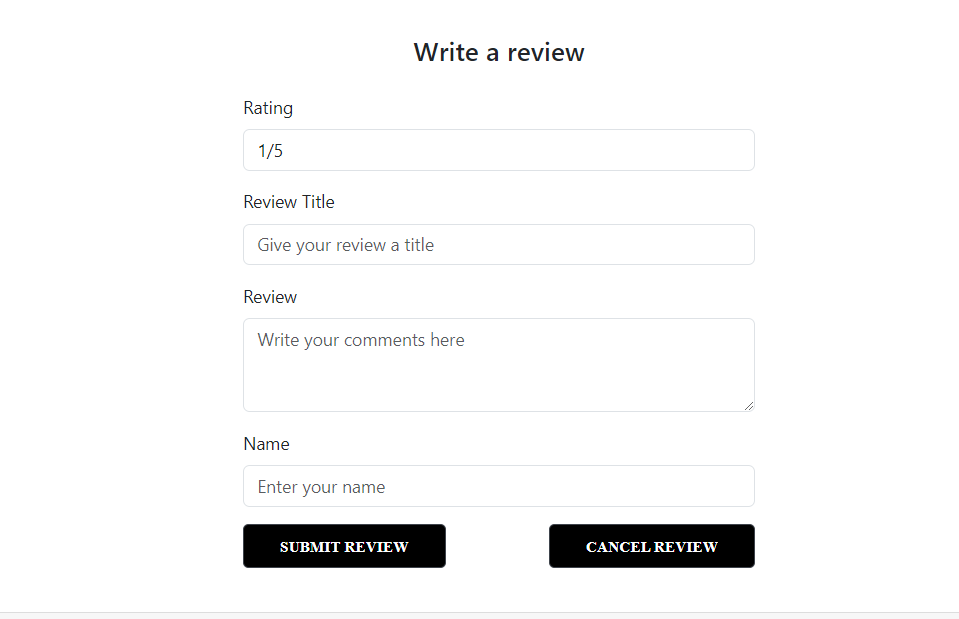 Write a review
Rating
1/5
Review Title
Give your review a title
Review
Write your comments here
Name
Enter your name
SUBMIT REVIEW
CANCEL REVIEW